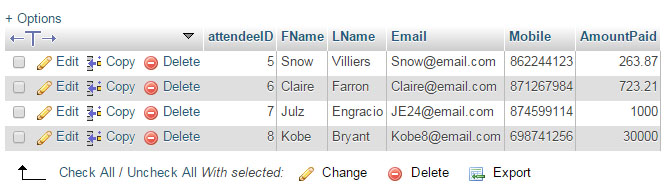 + Options
←T→ attendeeID FName LName Email Mobile AmountPaid
Edit Copy Delete 5 Snow Villiers Snow@email.com 862244123 263.87
Edit Copy Delete 6 Claire Farron Claire@email.com 871267984 723.21
Edit Copy Delete 7 Julz Engracio JE24@email.com 874599114 1000
Edit Copy Delete 8 Kobe Bryant Kobe8@email.com 698741256 30000
Check All / Uncheck All With selected: Change Delete Export